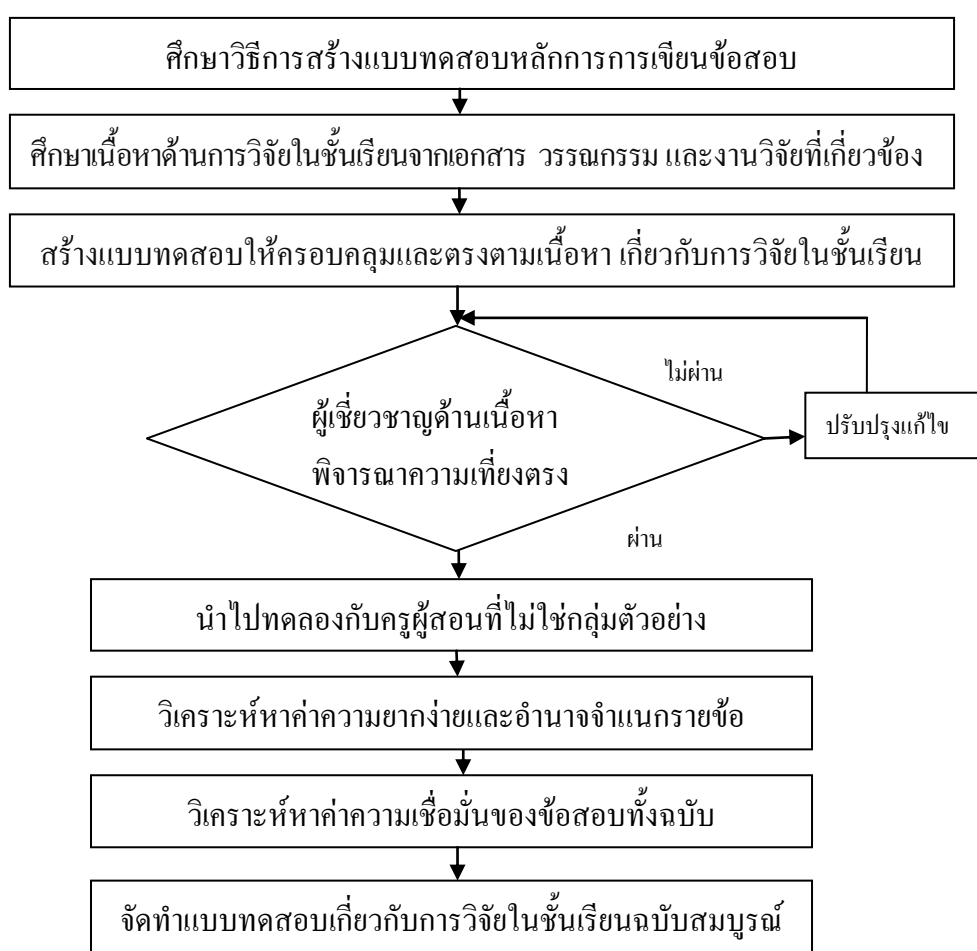 ศึกษาวิธีการสร้างแบบทดสอบหลักการการเขียนข้อสอบ
ศึกษาเนื้อหาด้านการวิจัยในชั้นเรียนจากเอกสาร วรรณกรรม และงานวิจัยที่เกี่ยวข้อง
สร้างแบบทดสอบให้ครอบคลุมและตรงตามเนื้อหา เกี่ยวกับการวิจัยในชั้นเรียน
ไม่ผ่าน
ผู้เชี่ยวชาญด้านเนื้อหา
พิจารณาความเที่ยงตรง
ปรับปรุงแก้ไข
ผ่าน
นำไปทดลองกับครูผู้สอนที่ไม่ใช่กลุ่มตัวอย่าง
วิเคราะห์หาค่าความยากง่ายและอำนาจจำแนกรายข้อ
วิเคราะห์หาค่าความเชื่อมั่นของข้อสอบทั้งฉบับ
จัดทำแบบทดสอบเกี่ยวกับการวิจัยในชั้นเรียนฉบับสมบูรณ์